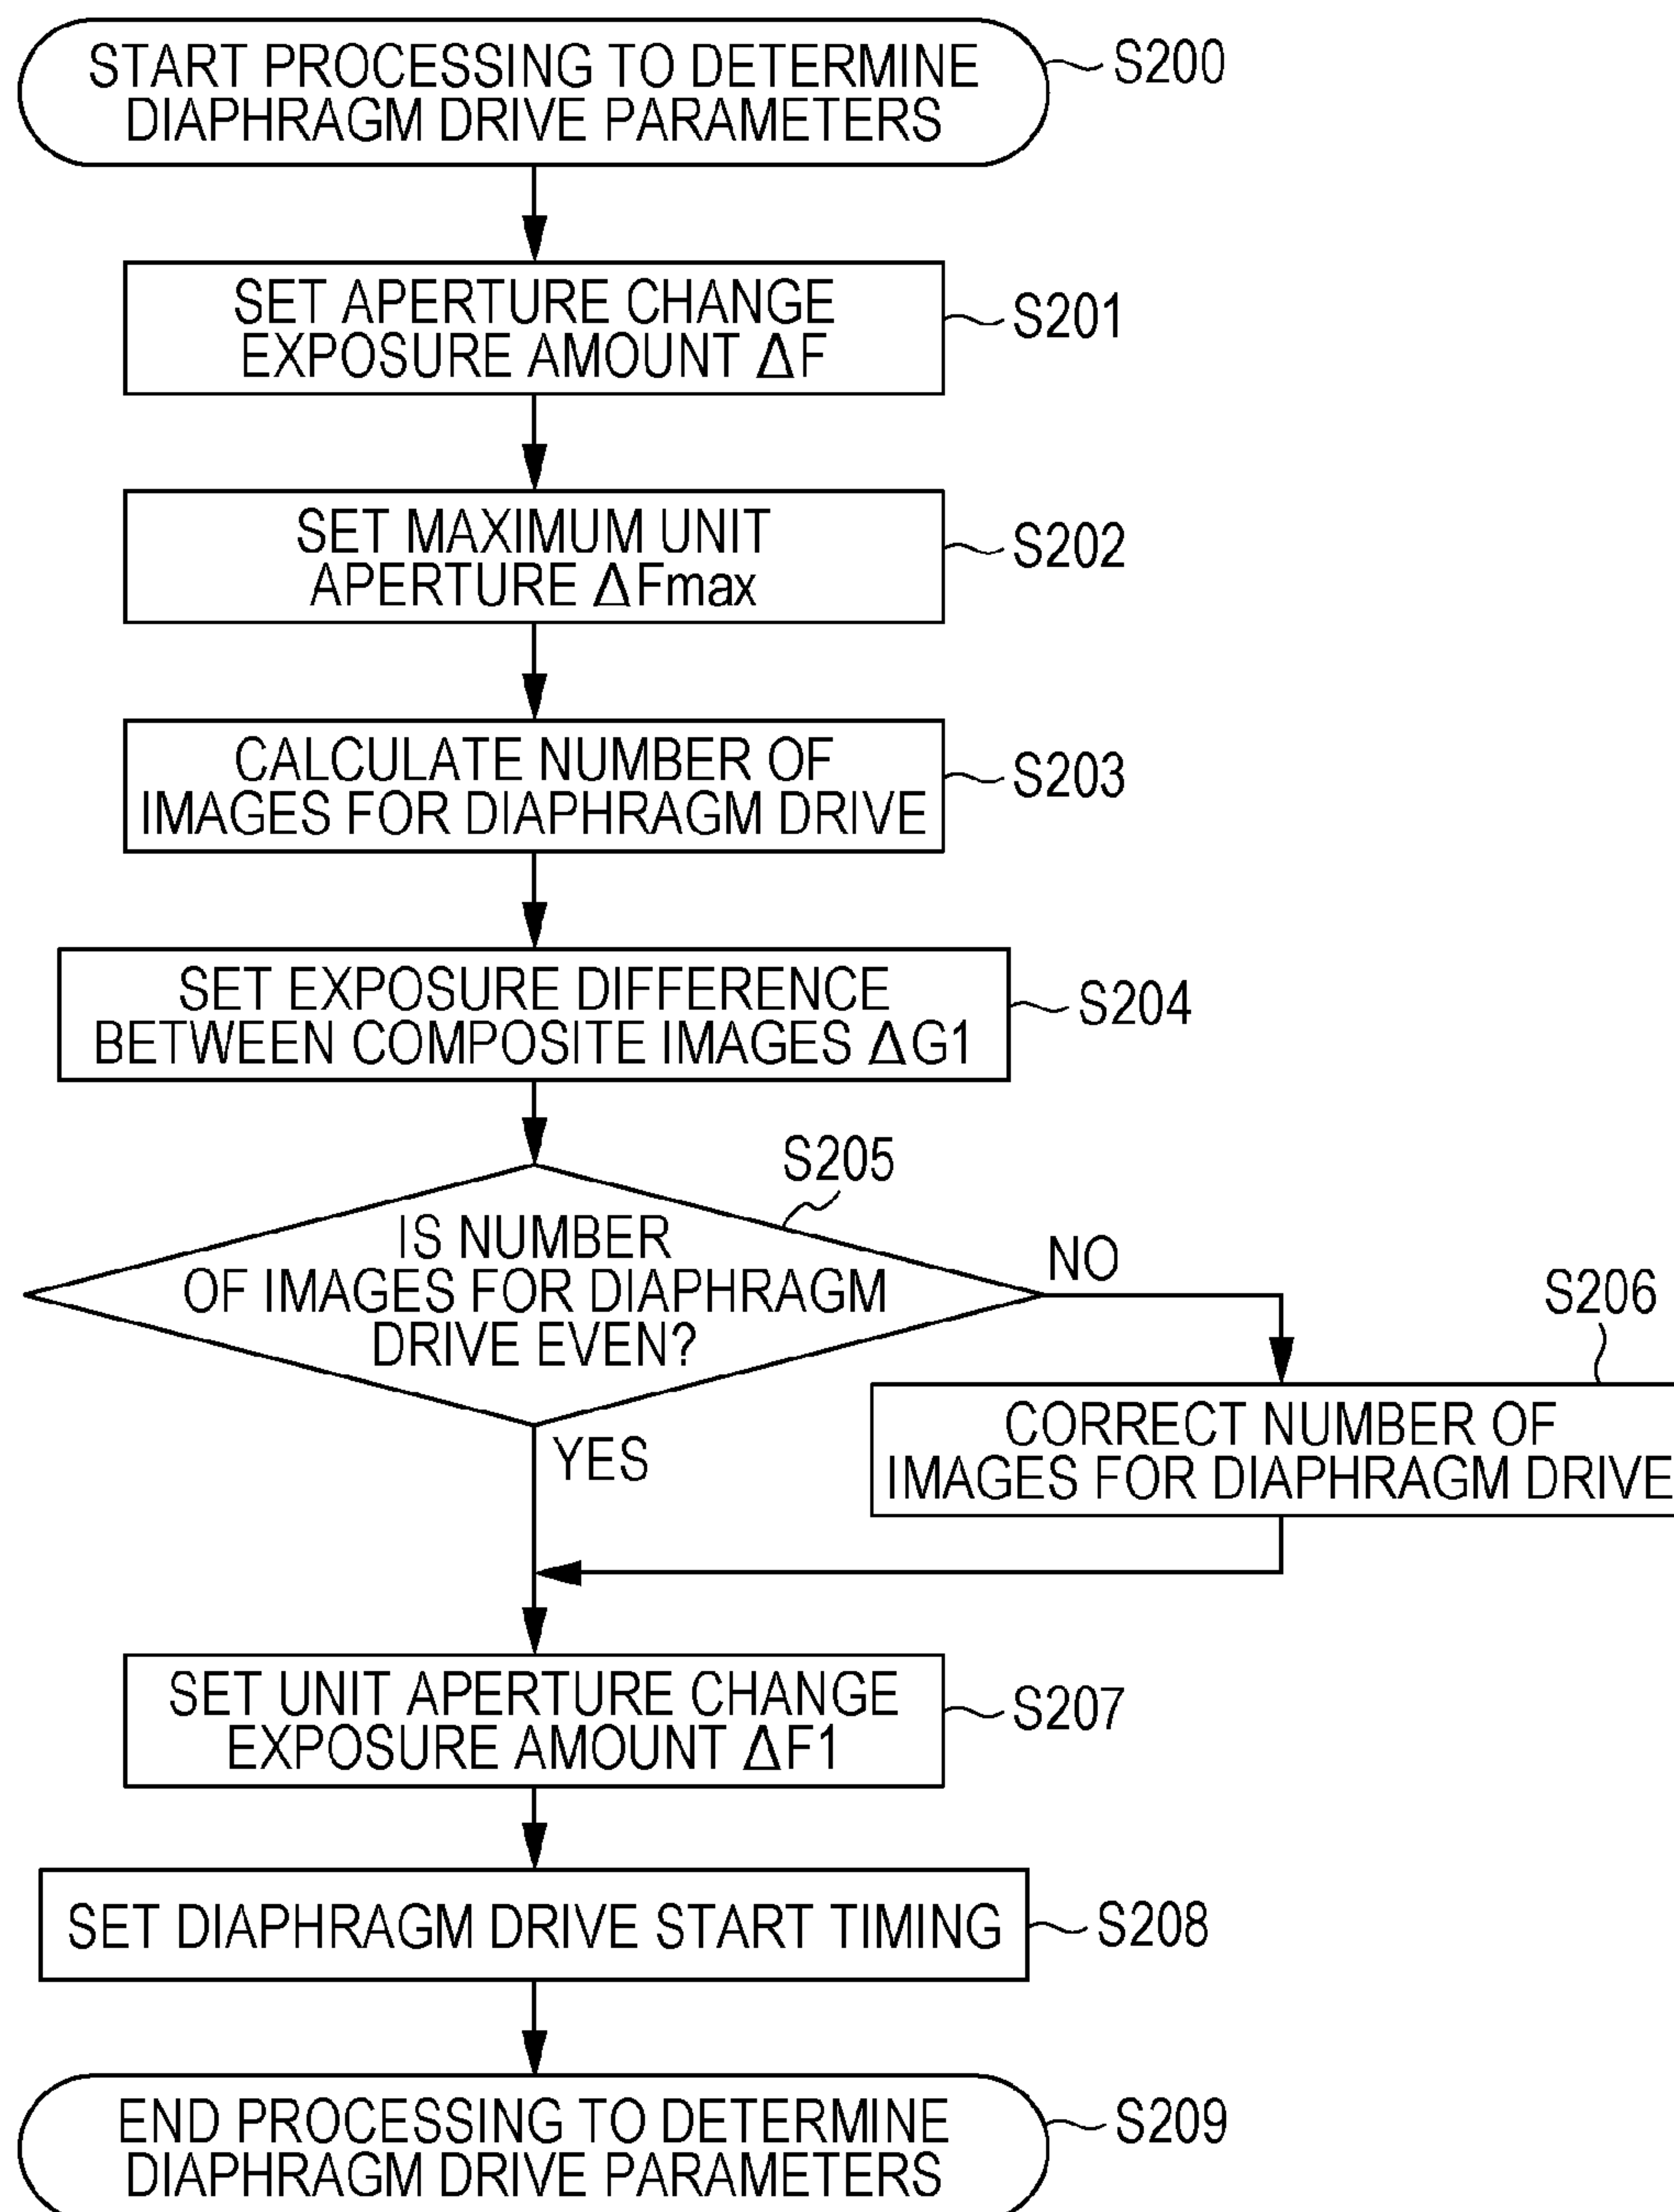 START PROCESSING TO DETERMINE
DIAPHRAGM DRIVE PARAMETERS
S200
SET APERTURE CHANGE
EXPOSURE AMOUNT ΔF
S201
SET MAXIMUM UNIT
APERTURE ΔFmax
S202
CALCULATE NUMBER OF
IMAGES FOR DIAPHRAGM DRIVE
S203
SET EXPOSURE DIFFERENCE
BETWEEN COMPOSITE IMAGES ΔG1
S204
S205
IS NUMBER
OF IMAGES FOR DIAPHRAGM
DRIVE EVEN?
NO
YES
S206
CORRECT NUMBER OF
IMAGES FOR DIAPHRAGM DRIVE
SET UNIT APERTURE CHANGE
EXPOSURE AMOUNT ΔF1
S207
SET DIAPHRAGM DRIVE START TIMING
S208
END PROCESSING TO DETERMINE
DIAPHRAGM DRIVE PARAMETERS
S209